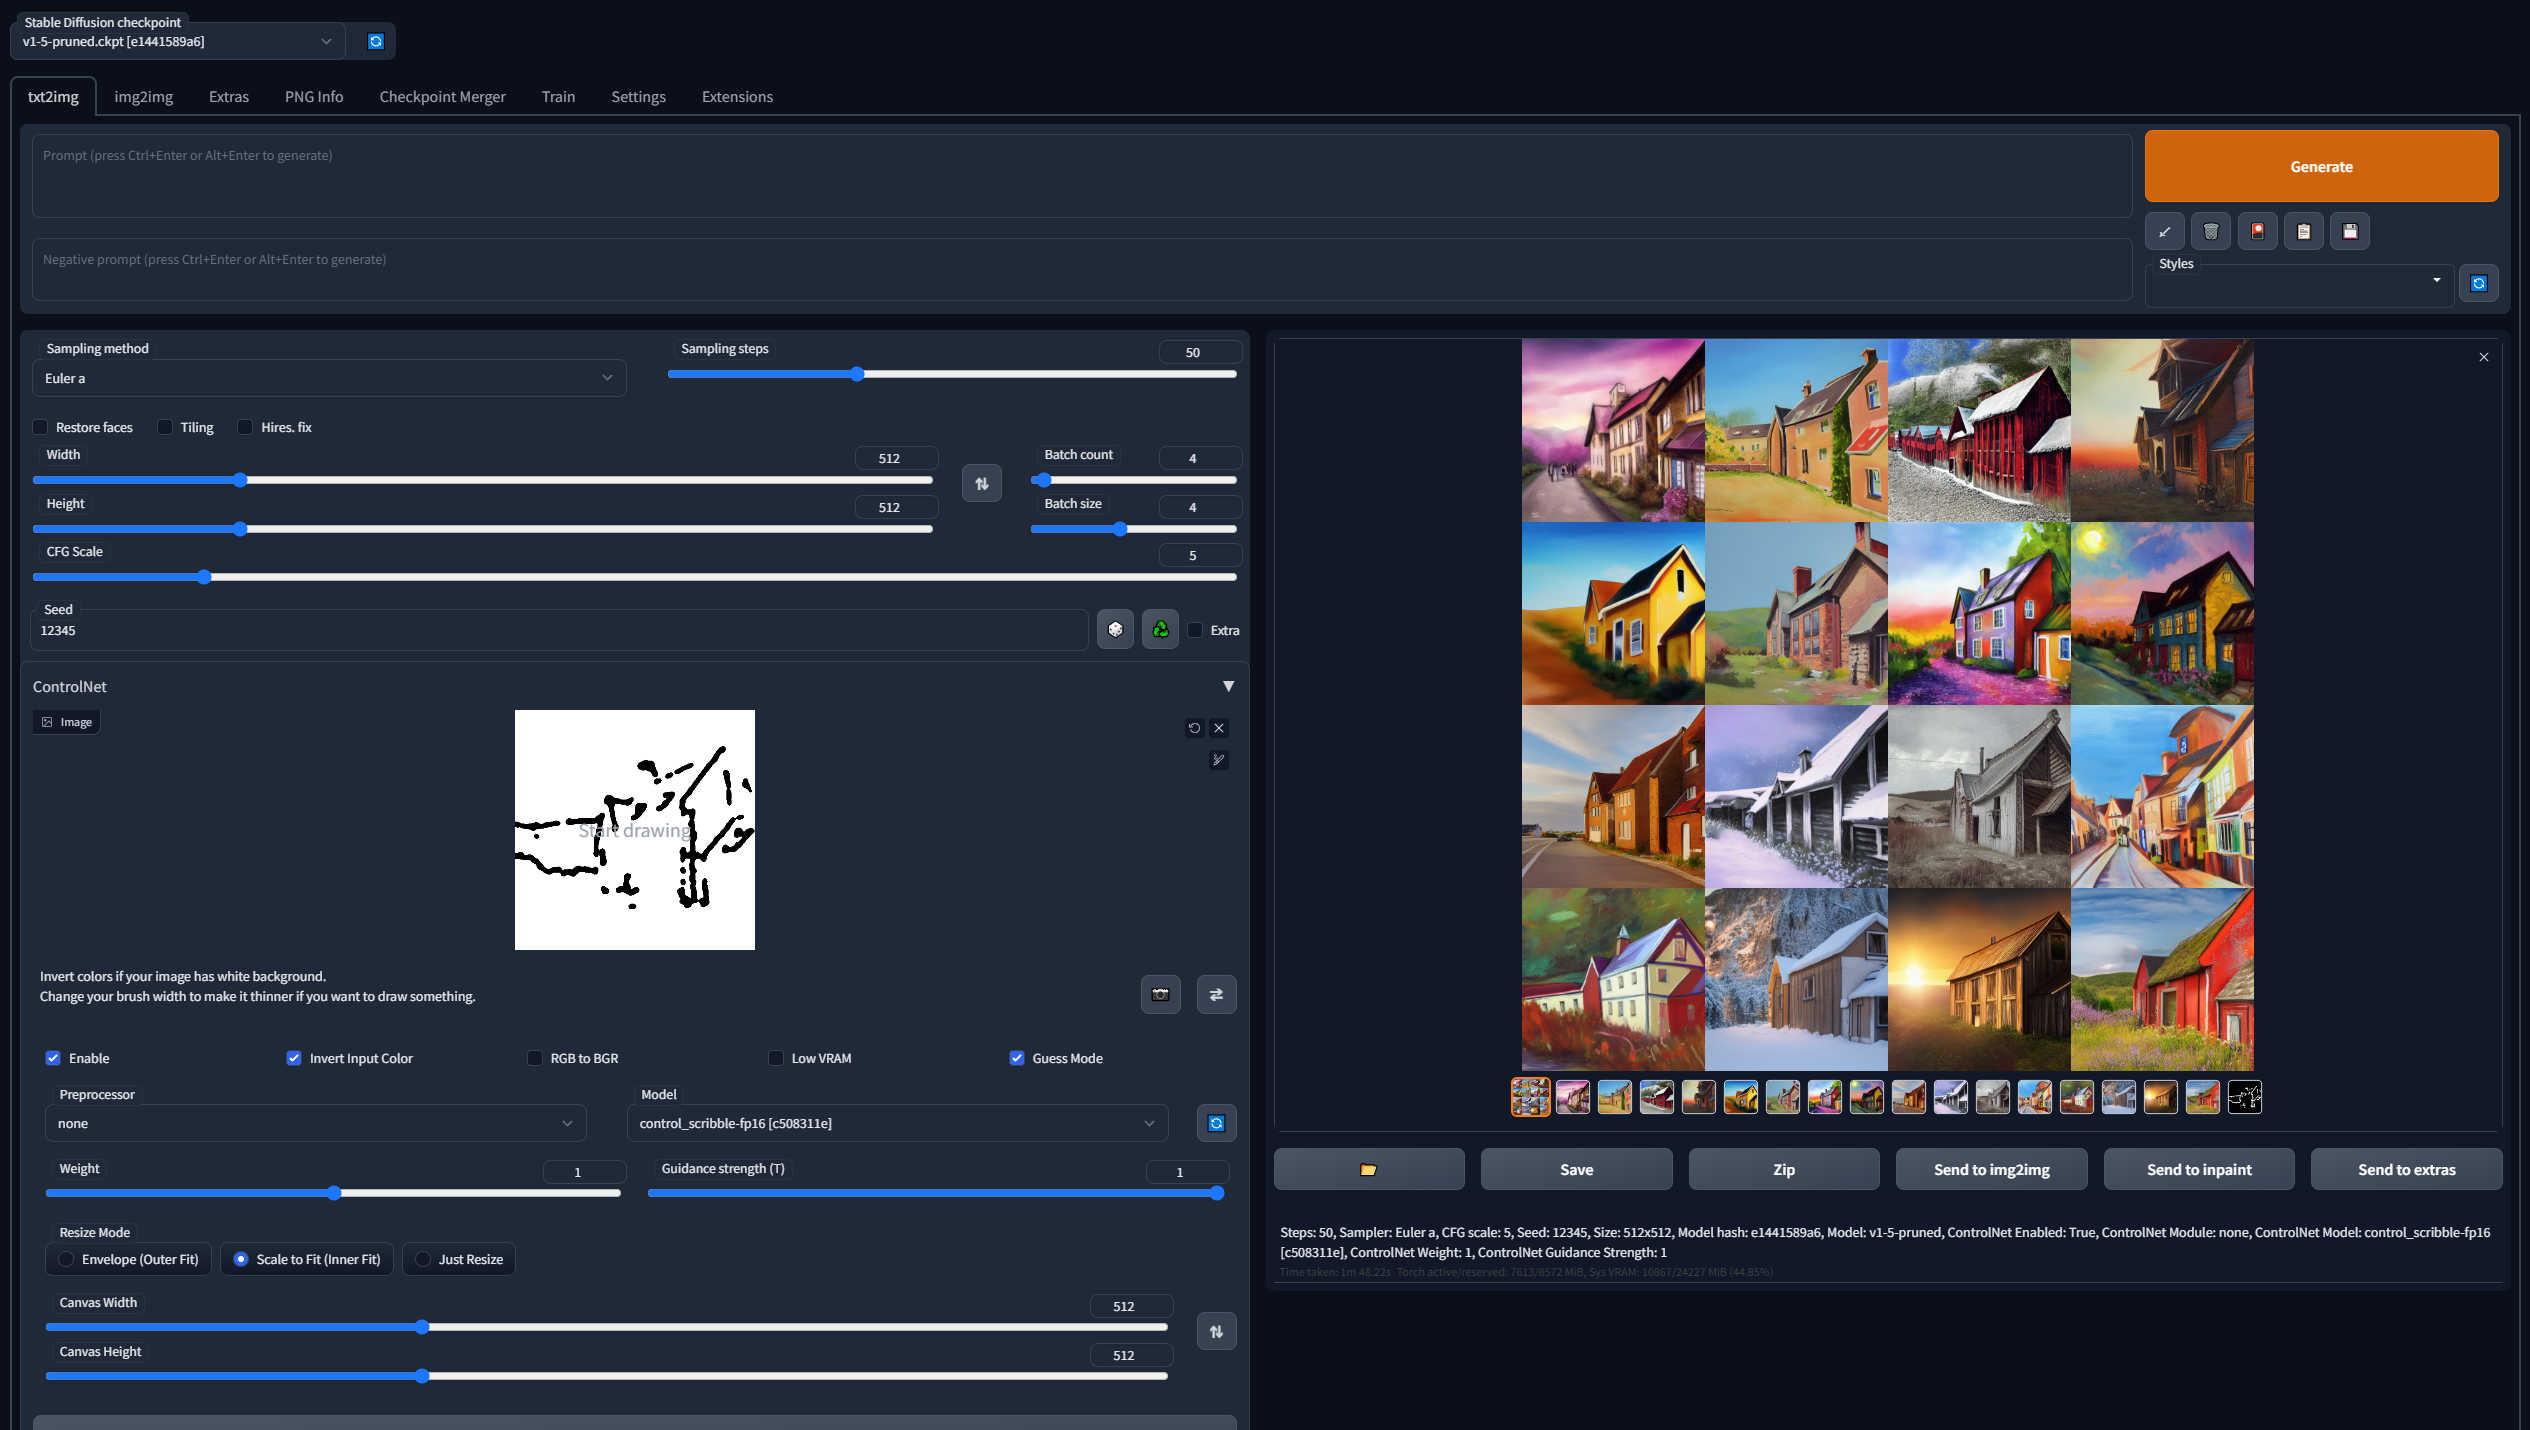 Stable Diffusion checkpoint
v1-5-pruned.ckpt [e1441589a6]
txt2img
img2img
Extras
PNG Info
Checkpoint Merger
Train
Settings
Extensions
Prompt (press Ctrl+Enter or Alt+Enter to generate)
Negative prompt (press Ctrl+Enter or Alt+Enter to generate)
Generate
Styles
Sampling method
Euler a
Sampling steps
50
Restore faces
Tiling
Hires. fix
Width
512
Height
512
Batch count
4
Batch size
4
CFG Scale
5
Seed
12345
Extra
ControlNet
Image
Start drawing
Invert colors if your image has white background.
Change your brush width to make it thinner if you want to draw something.
Enable
Invert Input Color
RGB to BGR
Low VRAM
Guess Mode
Preprocessor
none
Model
control_scribble-fp16 [c508311e]
Weight
1
Guidance strength (T)
1
Resize Mode
Envelope (Outer Fit)
Scale to Fit (Inner Fit)
Just Resize
Canvas Width
512
Canvas Height
512
Save
Zip
Send to img2img
Send to inpaint
Send to extras
Steps: 50, Sampler: Euler a, CFG scale: 5, Seed: 12345, Size: 512x512, Model hash: e1441589a6, Model: v1-5-pruned, ControlNet Enabled: True, ControlNet Module: none, ControlNet Model: control_scribble-fp16
[c508311e], ControlNet Weight: 1, ControlNet Guidance Strength: 1
Time taken: 1m 48.22s Torch active/reserved: 7613/8572 MiB, Sys VRAM: 10867/24227 MiB (44.85%)